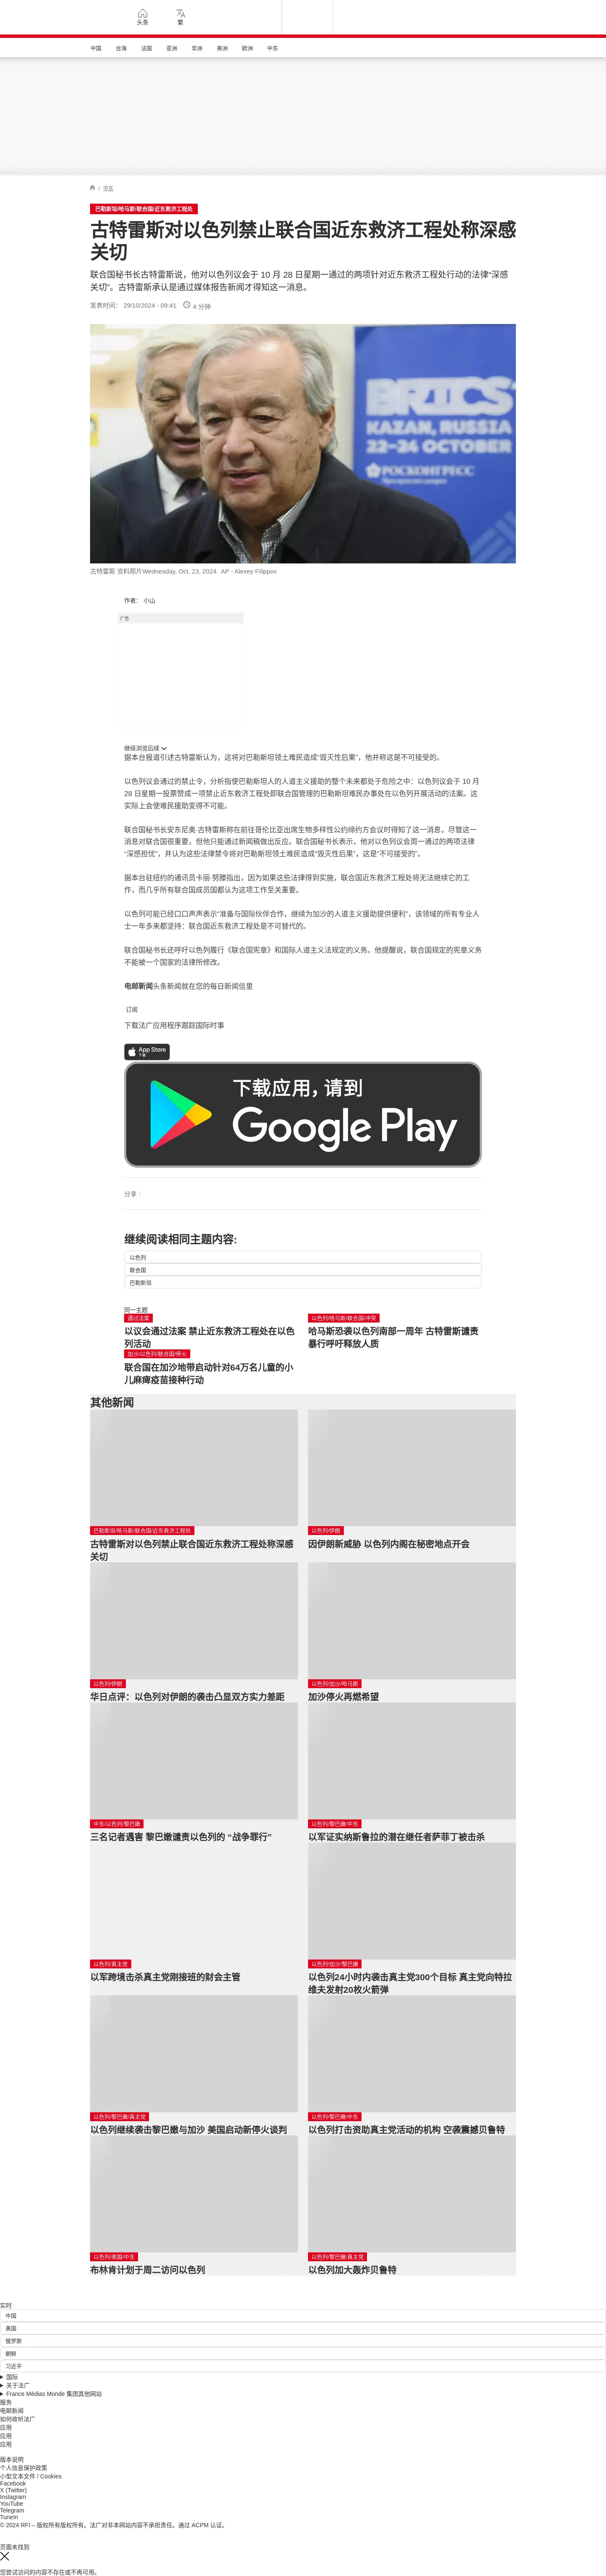 头条
繁
中国
台海
法国
亚洲
非洲
美洲
欧洲
中东
/ 中东
巴勒斯坦/哈马斯/联合国/近东救济工程处
古特雷斯对以色列禁止联合国近东救济工程处称深感
关切
联合国秘书长古特雷斯说，他对以色列议会于 10 月 28 日星期一通过的两项针对近东救济工程处行动的法律“深感
关切”。古特雷斯承认是通过媒体报告新闻才得知这一消息。
发表时间： 29/10/2024 - 09:41
4 分钟
BRICS
KAZAN, RUSSIA
22–24 OCTOBER
РОСКОНГРЕСС
古特雷斯 资料照片Wednesday, Oct. 23, 2024. AP - Alexey Filippov
作者： 小山
广告
继续浏览后续
据本台报道引述古特雷斯认为，这将对巴勒斯坦领土难民造成“毁灭性后果”，他并称这是不可接受的。
以色列议会通过的禁止令，分析指使巴勒斯坦人的人道主义援助的整个未来都处于危险之中：以色列议会于 10 月
28 日星期一投票赞成一项禁止近东救济工程处即联合国管理的巴勒斯坦难民办事处在以色列开展活动的法案。这
实际上会使难民援助变得不可能。
联合国秘书长安东尼奥·古特雷斯称在前往哥伦比亚出席生物多样性公约缔约方会议时得知了这一消息，尽管这一
消息对联合国很重要，但他只能通过新闻稿做出反应。联合国秘书长表示，他对以色列议会周一通过的两项法律
“深感担忧”，并认为这些法律禁令将对巴勒斯坦领土难民造成“毁灭性后果”，这是“不可接受的”。
据本台驻纽约的通讯员卡丽·努滕指出，因为如果这些法律得到实施，联合国近东救济工程处将无法继续它的工
作，而几乎所有联合国成员国都认为这项工作至关重要。
以色列可能已经口口声声表示“准备与国际伙伴合作，继续为加沙的人道主义援助提供便利”，该领域的所有专业人
士一年多来都坚持：联合国近东救济工程处是不可替代的。
联合国秘书长还呼吁以色列履行《联合国宪章》和国际人道主义法规定的义务。他提醒说，联合国规定的宪章义务
不能被一个国家的法律所修改。
电邮新闻头条新闻就在您的每日新闻信里
订阅
下载法广应用程序跟踪国际时事
App Store
下载
下载应用，请到
Google Play
分享 :
继续阅读相同主题内容:
以色列
联合国
巴勒斯坦
同一主题
通过法案
以议会通过法案 禁止近东救济工程处在以色
列活动
以色列/哈马斯/联合国/冲突
哈马斯恐袭以色列南部一周年 古特雷斯谴责
暴行呼吁释放人质
加沙/以色列/联合国/停火
联合国在加沙地带启动针对64万名儿童的小
儿麻痺疫苗接种行动
其他新闻
巴勒斯坦/哈马斯/联合国/近东救济工程处
古特雷斯对以色列禁止联合国近东救济工程处称深感
关切
以色列/伊朗
因伊朗新威胁 以色列内阁在秘密地点开会
以色列/伊朗
华日点评：以色列对伊朗的袭击凸显双方实力差距
以色列/加沙/哈马斯
加沙停火再燃希望
中东/以色列/黎巴嫩
三名记者遇害 黎巴嫩谴责以色列的 “战争罪行”
以色列/黎巴嫩/中东
以军证实纳斯鲁拉的潜在继任者萨菲丁被击杀
以色列/真主党
以军跨境击杀真主党刚接班的财会主管
以色列/加沙/黎巴嫩
以色列24小时内袭击真主党300个目标 真主党向特拉
维夫发射20枚火箭弹
以色列/黎巴嫩/真主党
以色列继续袭击黎巴嫩与加沙 美国启动新停火谈判
以色列/黎巴嫩/中东
以色列打击资助真主党活动的机构 空袭震撼贝鲁特
以色列/美国/中东
布林肯计划于周二访问以色列
以色列/黎巴嫩/真主党
以色列加大轰炸贝鲁特
实时
中国
美国
俄罗斯
朝鲜
习近平
国际
关于法广
France Médias Monde 集团其他网站
服务
电邮新闻
如何收听法广
应用
应用
应用
版本说明
个人信息保护政策
小型文本文件 / Cookies
Facebook
X (Twitter)
Instagram
YouTube
Telegram
TuneIn
© 2024 RFI – 版权所有版权所有。法广对非本网站内容不承担责任。通过 ACPM 认证。
页面未找到
您尝试访问的内容不存在或不再可用。